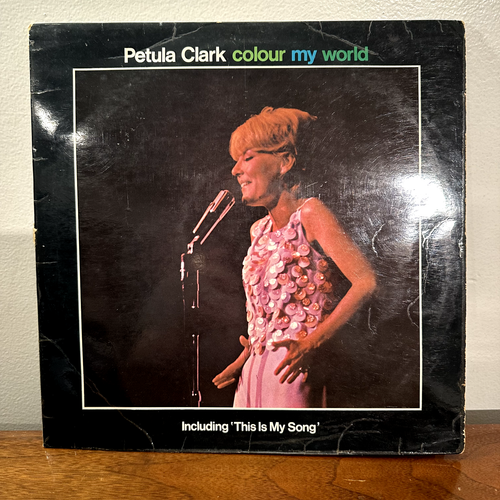 Petula Clark colour my world
Including 'This Is My Song'